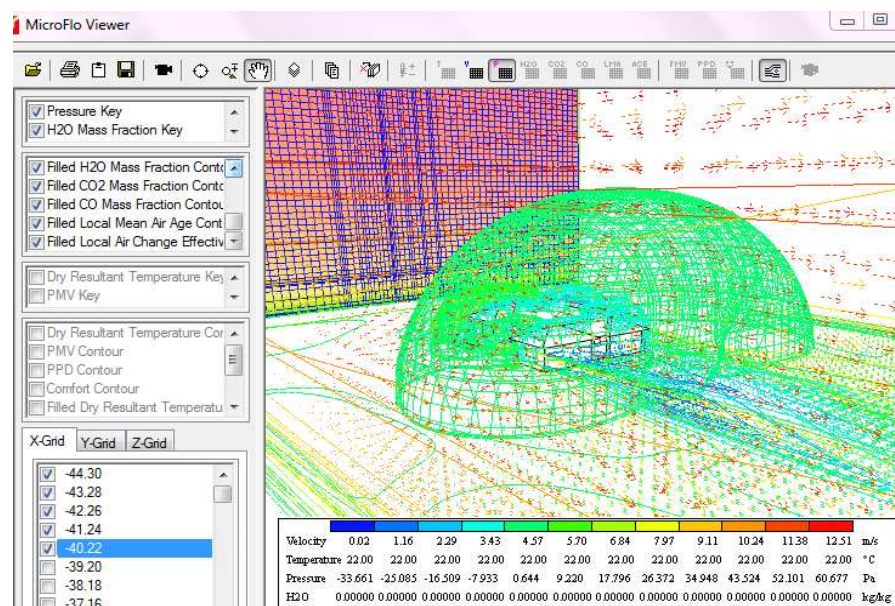 MicroFlo Viewer
T V P H2O CO2 CO LMA ACE PMV PPD
Pressure Key
H2O Mass Fraction Key
Filled H2O Mass Fraction Conto
Filled CO2 Mass Fraction Contc
Filled CO Mass Fraction Contou
Filled Local Mean Air Age Cont
Filled Local Air Change Effectiv
Dry Resultant Temperature Key
PMV Key
Dry Resultant Temperature Cor
PMV Contour
PPD Contour
Comfort Contour
Filled Dry Resultant Temperatu
X-Grid Y-Grid Z-Grid
-44.30
-43.28
-42.26
-41.24
-40.22
-39.20
-38.18
-37.16
Velocity 0.02 1.16 2.29 3.43 4.57 5.70 6.84 7.97 9.11 10.24 11.38 12.51 m/s
Temperature 22.00 22.00 22.00 22.00 22.00 22.00 22.00 22.00 22.00 22.00 22.00 22.00 °C
Pressure -33.661 -25.085 -16.509 -7.933 0.644 9.220 17.796 26.372 34.948 43.524 52.101 60.677 Pa
H2O 0.00000 0.00000 0.00000 0.00000 0.00000 0.00000 0.00000 0.00000 0.00000 0.00000 0.00000 0.00000 kg/kg